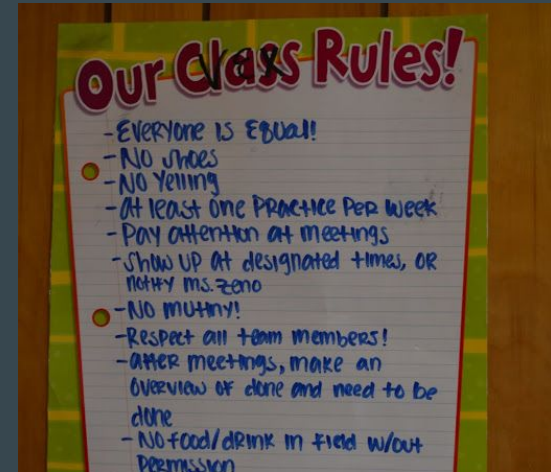 Our Class Rules!
Vex
- Everyone is Equal!
- No shoes
- No Yelling
- At least one Practice Per week
- Pay attention at meetings
- Show up at designated times, OR
notify ms. Zeno
- No mutiny!
- Respect all team members!
- after meetings, make an
overview of done and need to be
done
- No food/drink in field w/out
Permission